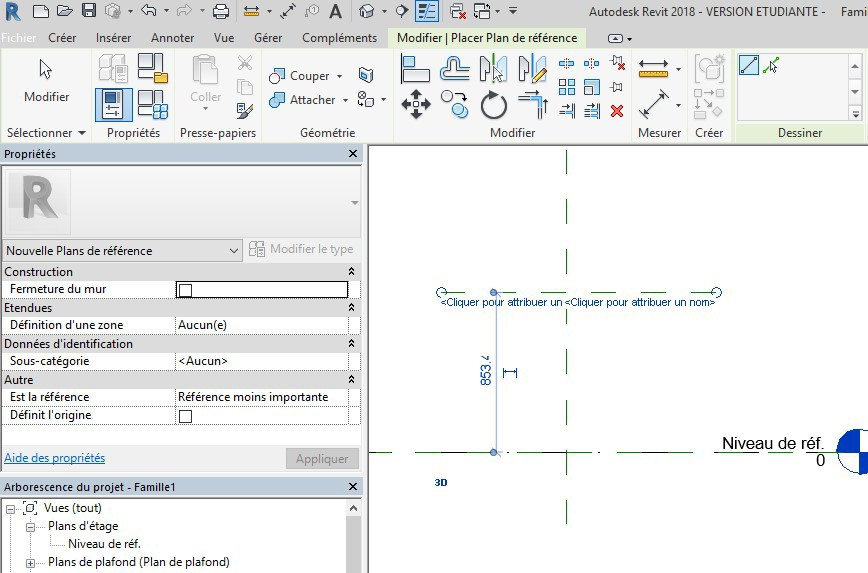 Autodesk Revit 2018 - VERSION ETUDIANTE - Fami
Fichier Créer Insérer Annoter Vue Gérer Compléments Modifier | Placer Plan de référence
Modifier Coller Couper
Attacher
Sélectionner Propriétés Presse-papiers Géométrie Modifier Mesurer Créer Dessiner
Propriétés
R
Nouvelle Plans de référence Modifier le type
Construction
Fermeture du mur
Etendues
Définition d'une zone Aucun(e)
Données d'identification
Sous-catégorie <Aucun>
Autre
Est la référence Référence moins importante
Définit l'origine
Aide des propriétés Appliquer
Arborescence du projet - Famille1
Vues (tout)
Plans d'étage
Niveau de réf.
Plans de plafond (Plan de plafond)
<Cliquer pour attribuer un <Cliquer pour attribuer un nom>
853.4
Niveau de réf.
0
3D